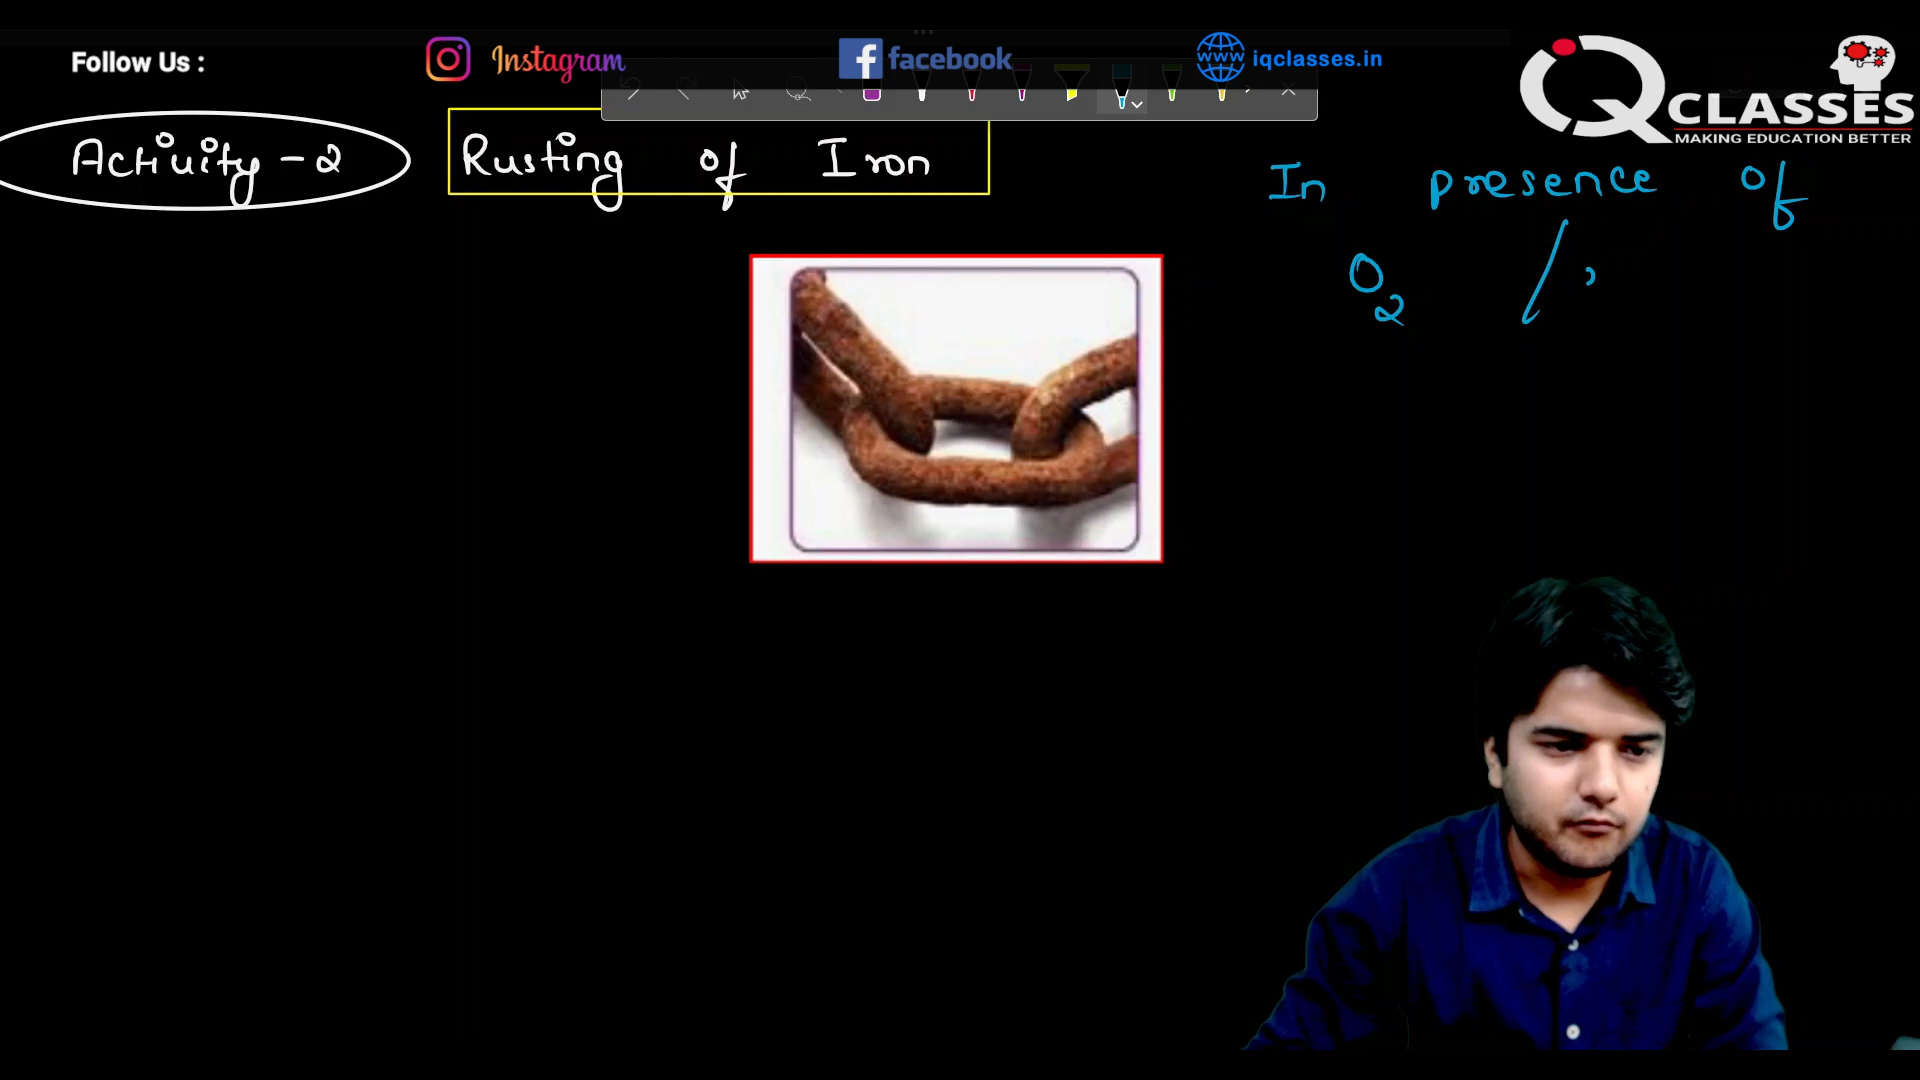 Follow Us : Instagram facebook iqclasses.in
IQ CLASSES
MAKING EDUCATION BETTER
Activity - 2 Rusting of Iron
In presence of
O2 /